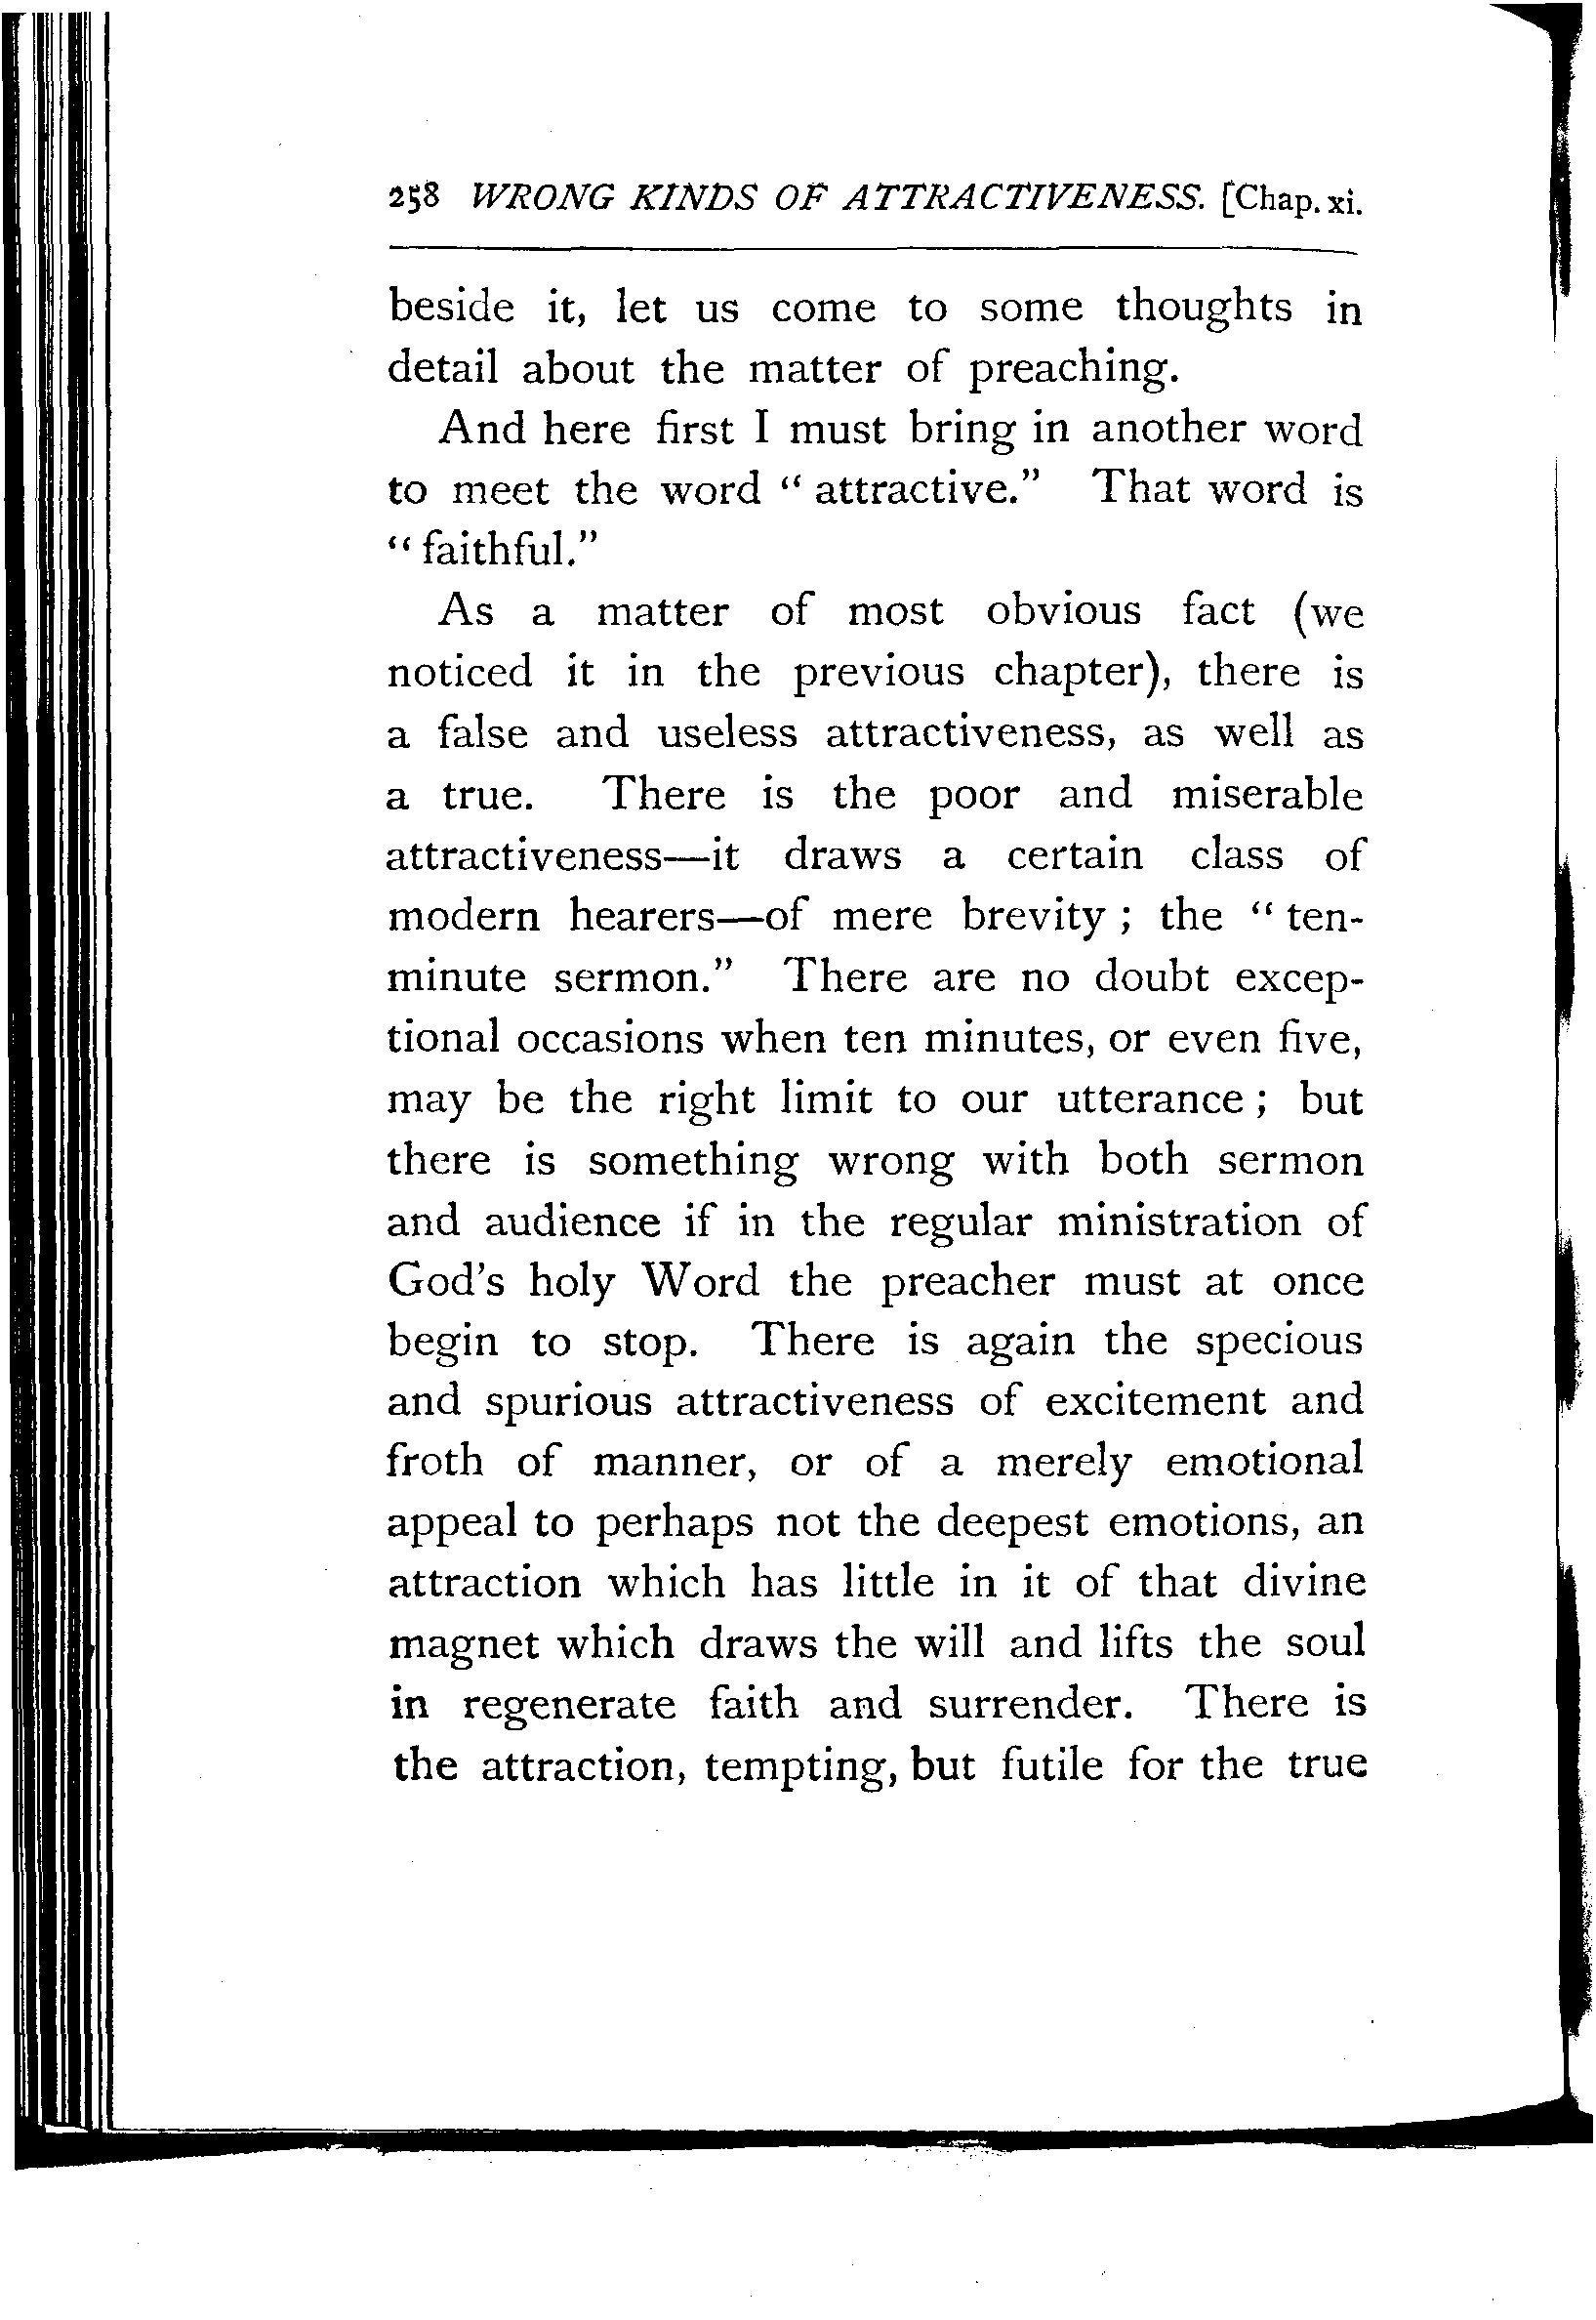 258 WRONG KINDS OF ATTRACTIVENESS. [Chap. xi.
beside it, let us come to some thoughts in
detail about the matter of preaching.
And here first I must bring in another word
to meet the word “ attractive.” That word is
“ faithful.”
As a matter of most obvious fact (we
noticed it in the previous chapter), there is
a false and useless attractiveness, as well as
a true. There is the poor and miserable
attractiveness—it draws a certain class of
modern hearers—of mere brevity ; the “ ten-
minute sermon.” There are no doubt excep-
tional occasions when ten minutes, or even five,
may be the right limit to our utterance ; but
there is something wrong with both sermon
and audience if in the regular ministration of
God’s holy Word the preacher must at once
begin to stop. There is again the specious
and spurious attractiveness of excitement and
froth of manner, or of a merely emotional
appeal to perhaps not the deepest emotions, an
attraction which has little in it of that divine
magnet which draws the will and lifts the soul
in regenerate faith and surrender. There is
the attraction, tempting, but futile for the true